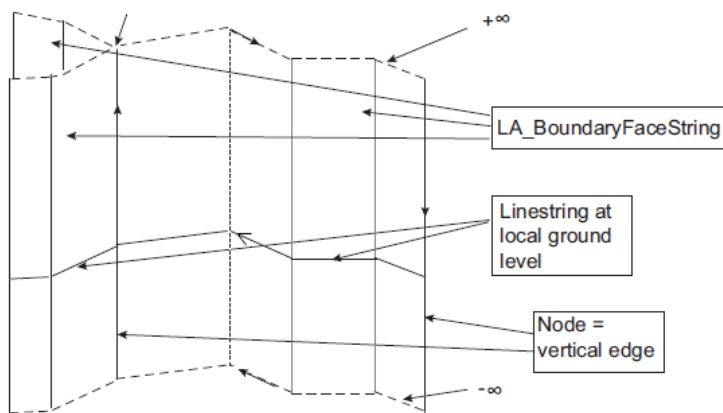 +∞
LA_BoundaryFaceString
Linestring at
local ground
level
Node =
vertical edge
-∞